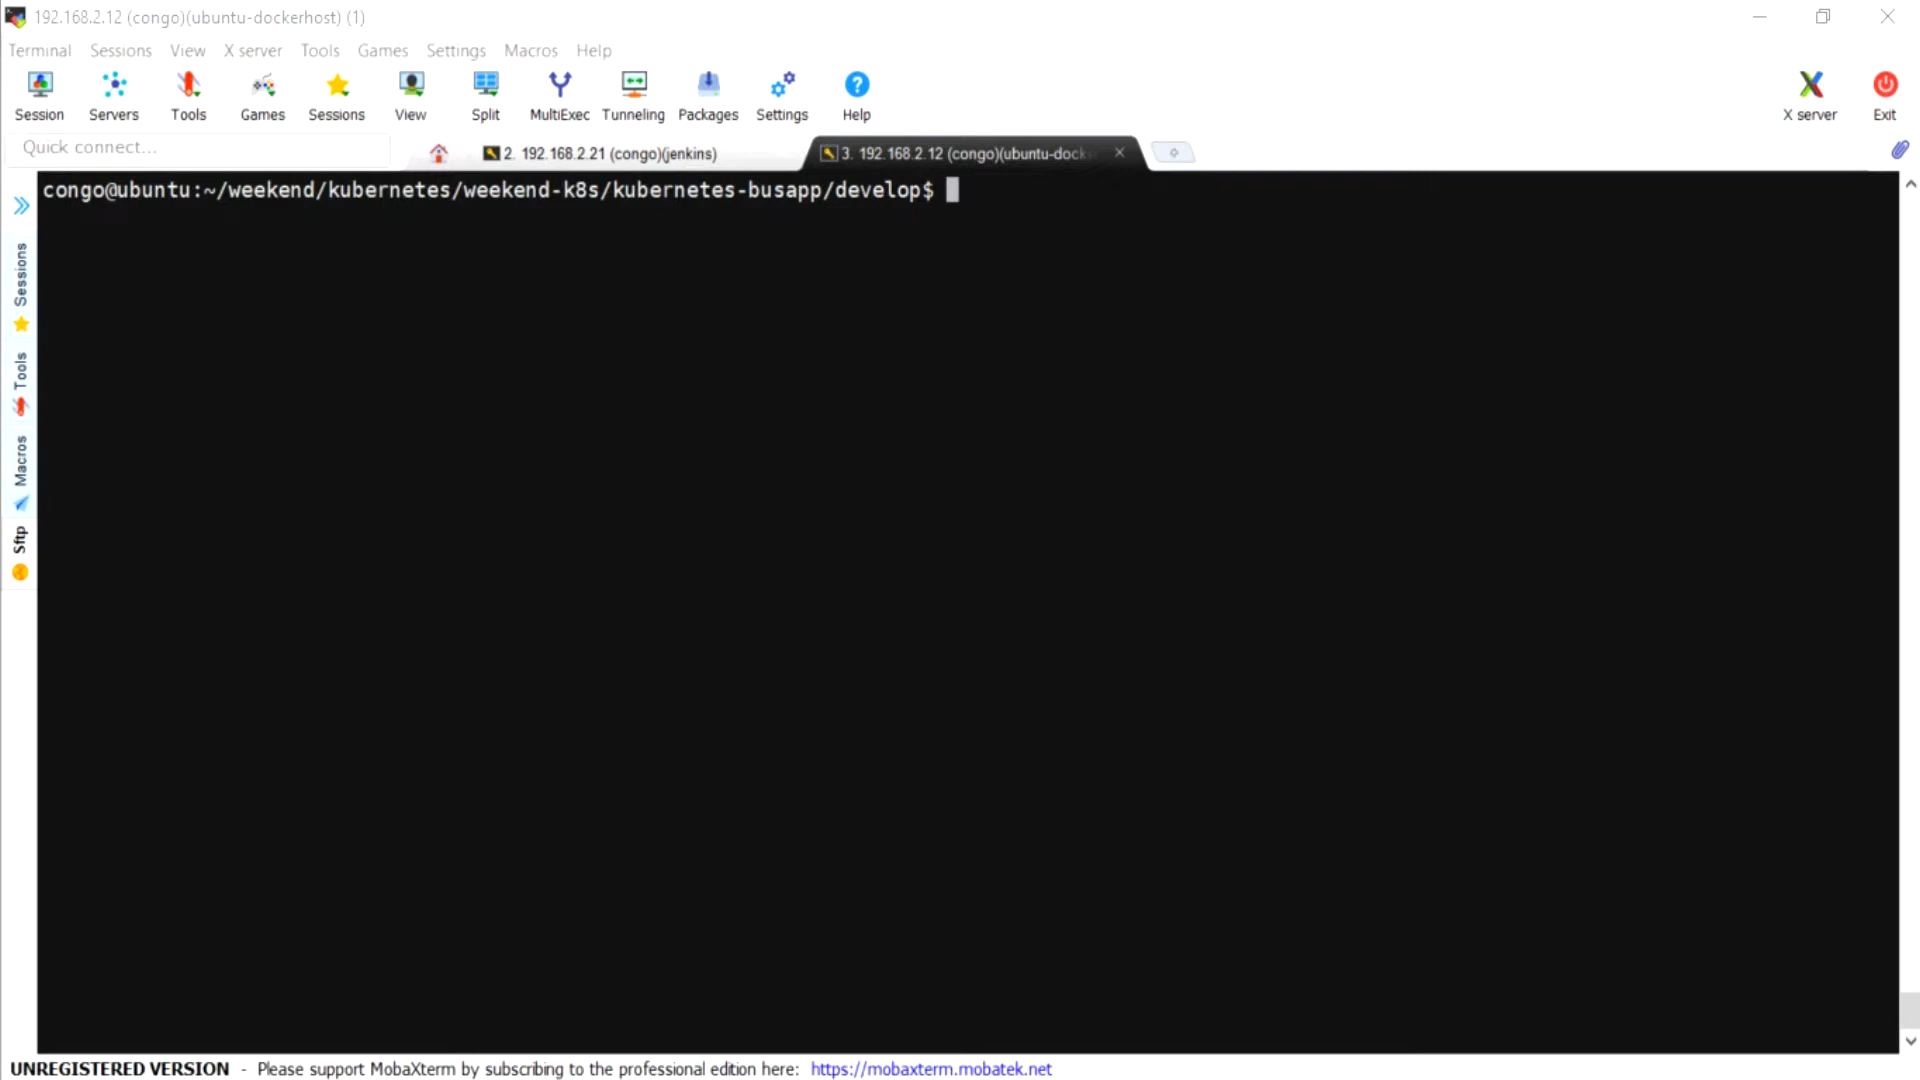 192.168.2.12 (congo)(ubuntu-dockerhost) (1)
Terminal Sessions View X server Tools Games Settings Macros Help
Session Servers Tools Games Sessions View Split MultiExec Tunneling Packages Settings Help X server Exit
Quick connect...
2. 192.168.2.21 (congo)(jenkins)
3. 192.168.2.12 (congo)(ubuntu-dock
congo@ubuntu:~/weekend/kubernetes/weekend-k8s/kubernetes-busapp/develop$
Sessions
Tools
Macros
Sftp
UNREGISTERED VERSION - Please support MobaXterm by subscribing to the professional edition here: https://mobaxterm.mobatek.net